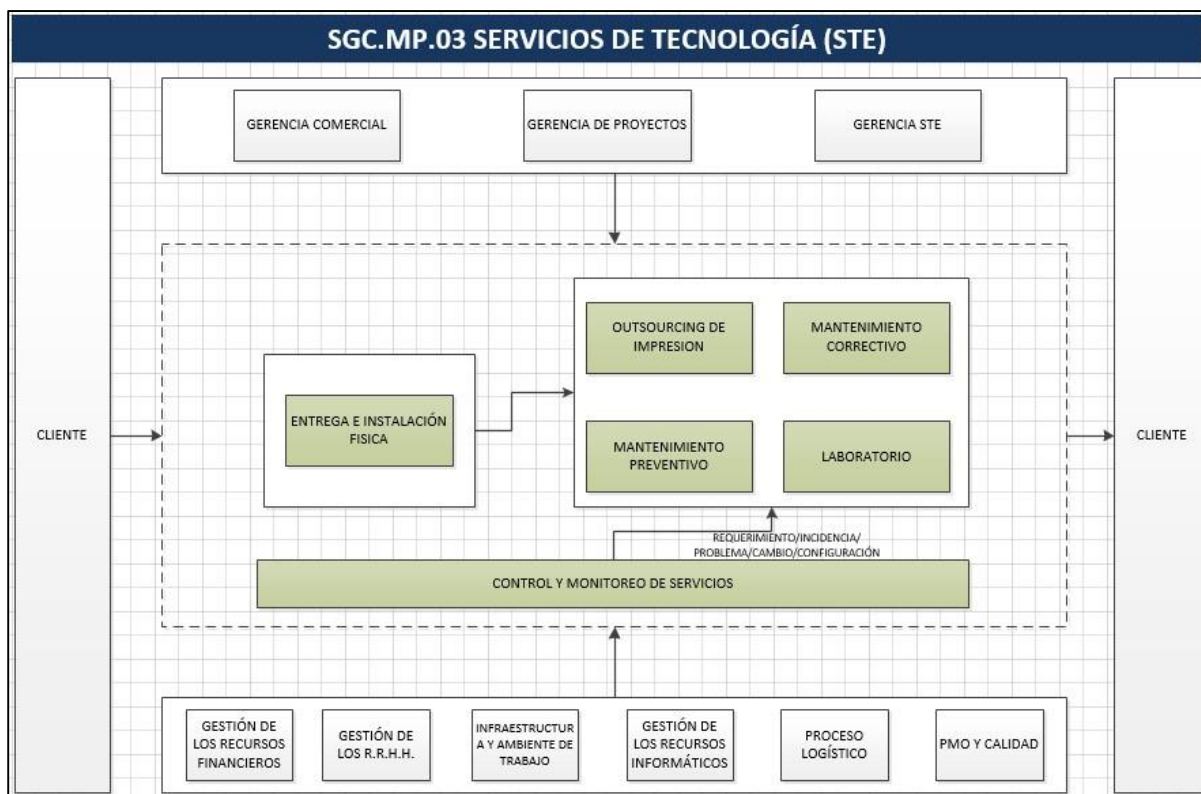 SGC.MP.03 SERVICIOS DE TECNOLOGÍA (STE)
GERENCIA COMERCIAL
GERENCIA DE PROYECTOS
GERENCIA STE
CLIENTE
ENTREGA E INSTALACIÓN
FISICA
OUTSOURCING DE
IMPRESION
MANTENIMIENTO
CORRECTIVO
MANTENIMIENTO
PREVENTIVO
LABORATORIO
REQUERIMIENTO/INCIDENCIA/
PROBLEMA/CAMBIO/CONFIGURACIÓN
CONTROL Y MONITOREO DE SERVICIOS
CLIENTE
GESTIÓN DE
LOS RECURSOS
FINANCIEROS
GESTIÓN DE
LOS R.R.H.H.
INFRAESTRUCTUR
A Y AMBIENTE DE
TRABAJO
GESTIÓN DE
LOS RECURSOS
INFORMÁTICOS
PROCESO
LOGÍSTICO
PMO Y CALIDAD